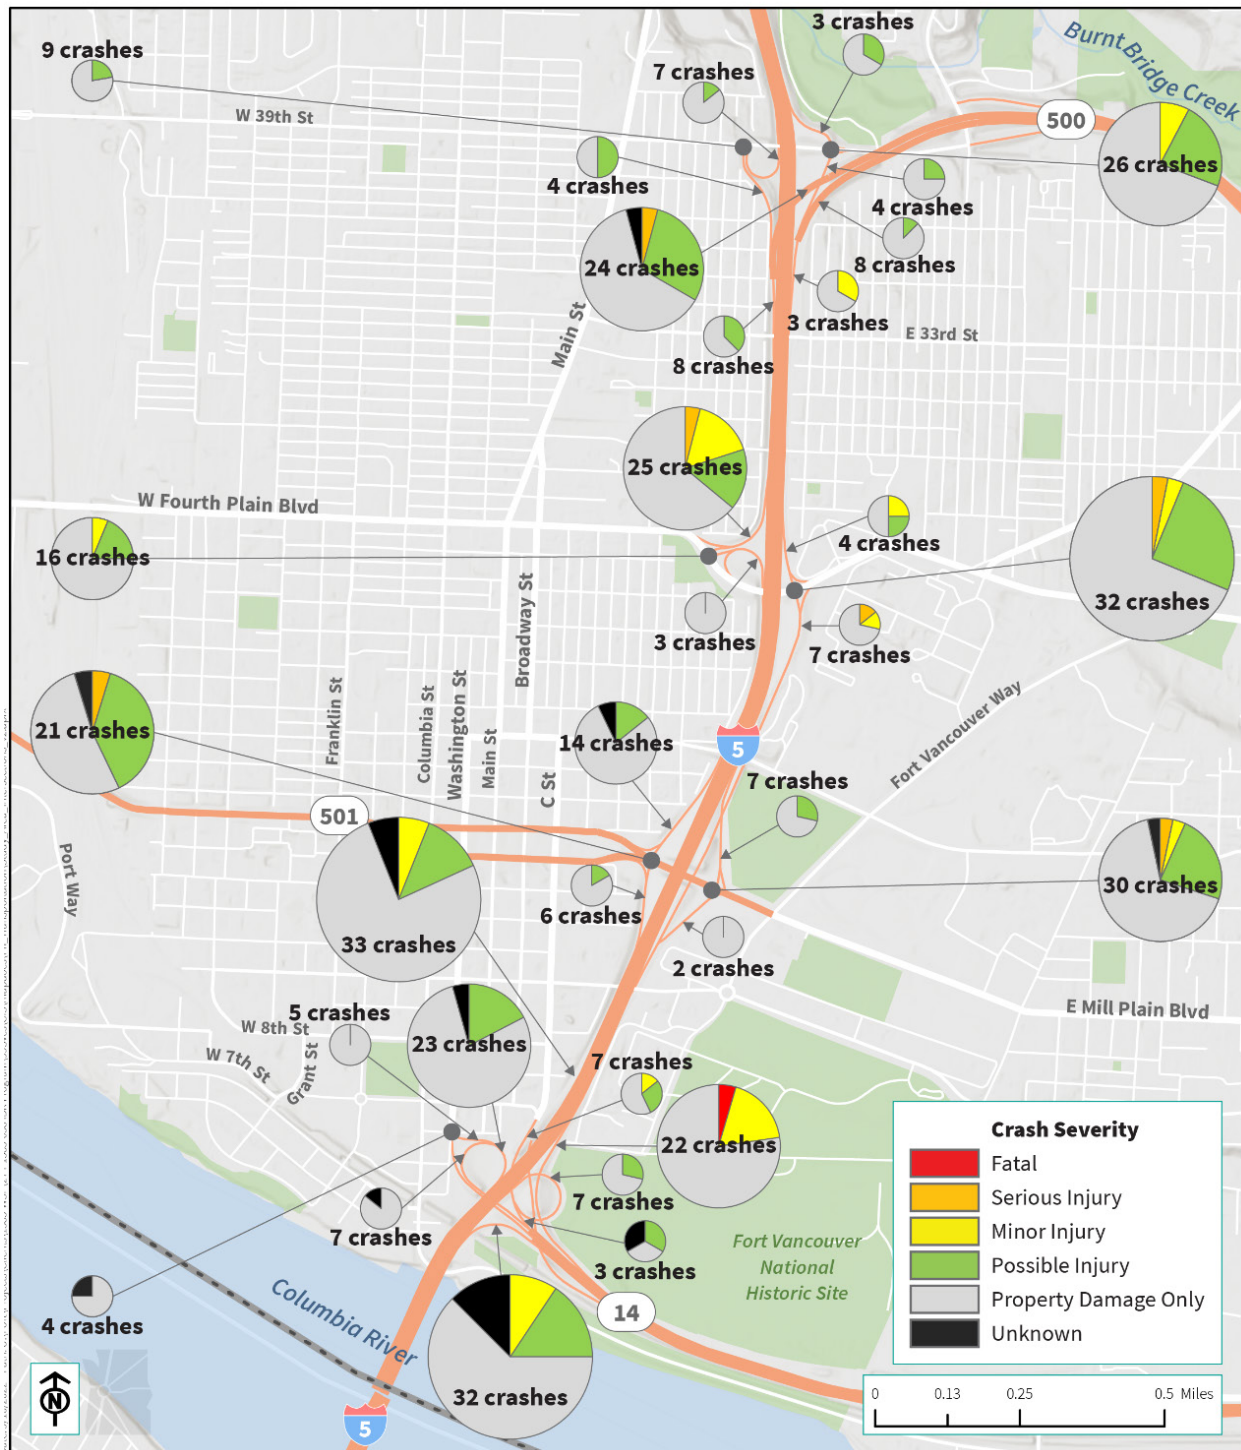 3 crashes
Burnt Bridge Creek
9 crashes
7 crashes
W 39th St
500
4 crashes
26 crashes
4 crashes
24 crashes
8 crashes
Main St
3 crashes
E 33rd St
8 crashes
25 crashes
W Fourth Plain Blvd
4 crashes
16 crashes
32 crashes
Broadway St
3 crashes
7 crashes
Franklin St
Columbia St
Washington St
Main St
C St
Fort Vancouver Way
21 crashes
14 crashes
5
7 crashes
501
Port Way
30 crashes
6 crashes
33 crashes
2 crashes
E Mill Plain Blvd
5 crashes
W 8th St
23 crashes
W 7th St
Grant St
7 crashes
22 crashes
7 crashes
7 crashes
3 crashes
Fort Vancouver
National
Historic Site
4 crashes
Columbia River
14
32 crashes
5
N
Crash Severity
Fatal
Serious Injury
Minor Injury
Possible Injury
Property Damage Only
Unknown
0 0.13 0.25 0.5 Miles